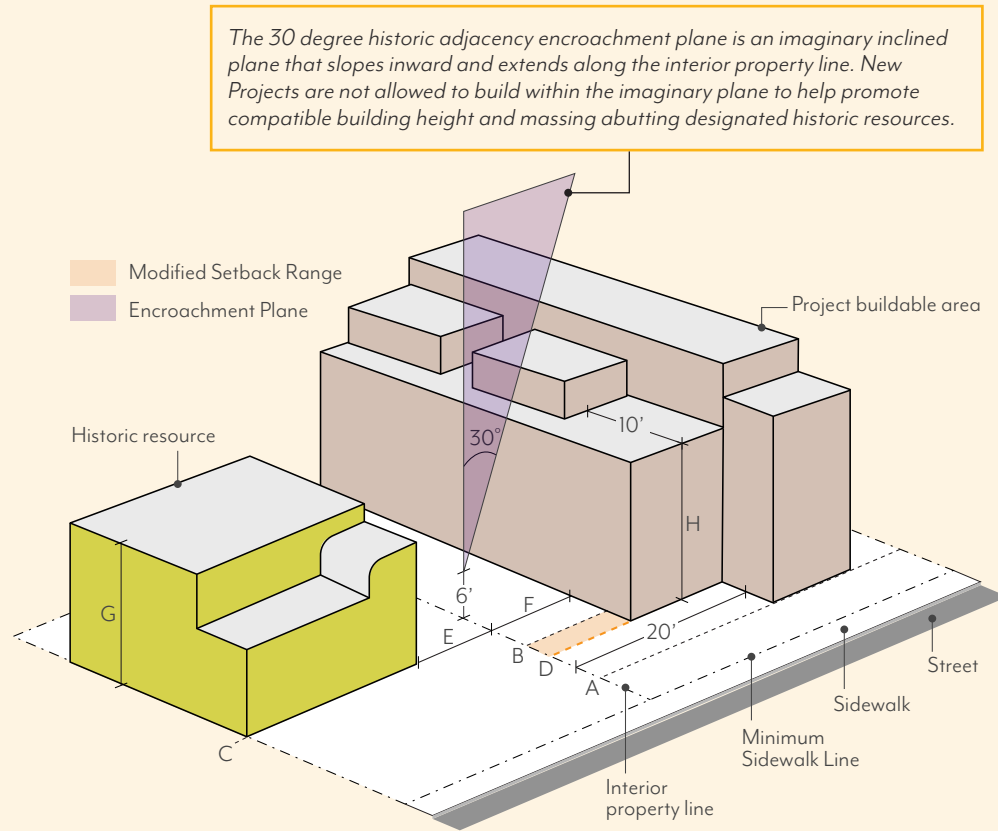 The 30 degree historic adjacency encroachment plane is an imaginary inclined
plane that slopes inward and extends along the interior property line. New
Projects are not allowed to build within the imaginary plane to help promote
compatible building height and massing abutting designated historic resources.
Modified Setback Range
Encroachment Plane
Project buildable area
Historic resource
10’
30°
H
G
6’
F
E
20’
B
D
A
C
Street
Sidewalk
Minimum
Sidewalk Line
Interior
property line